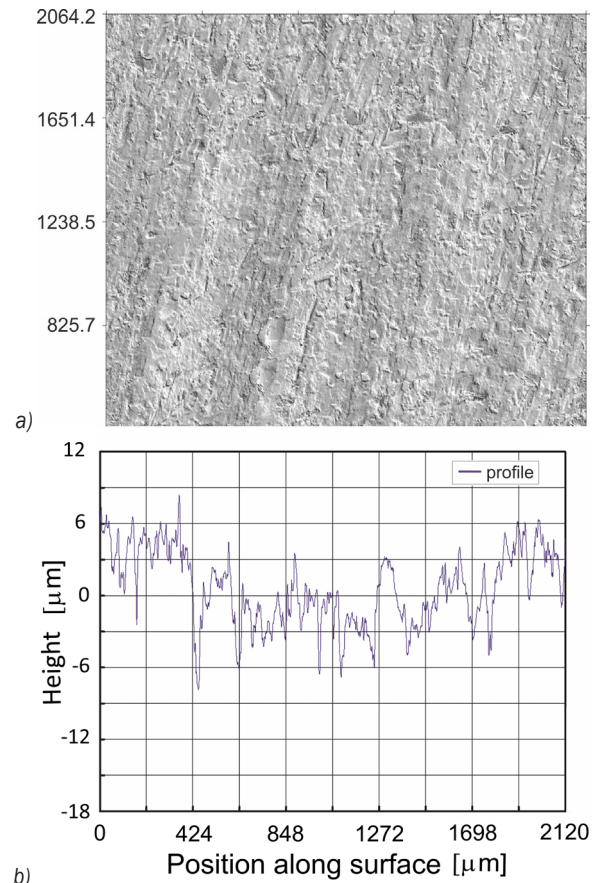 2064.2
1651.4
1238.5
825.7
a)
12
6
0
-6
-12
-18
Height [μm]
profile
0 424 848 1272 1698 2120
Position along surface [μm]
b)